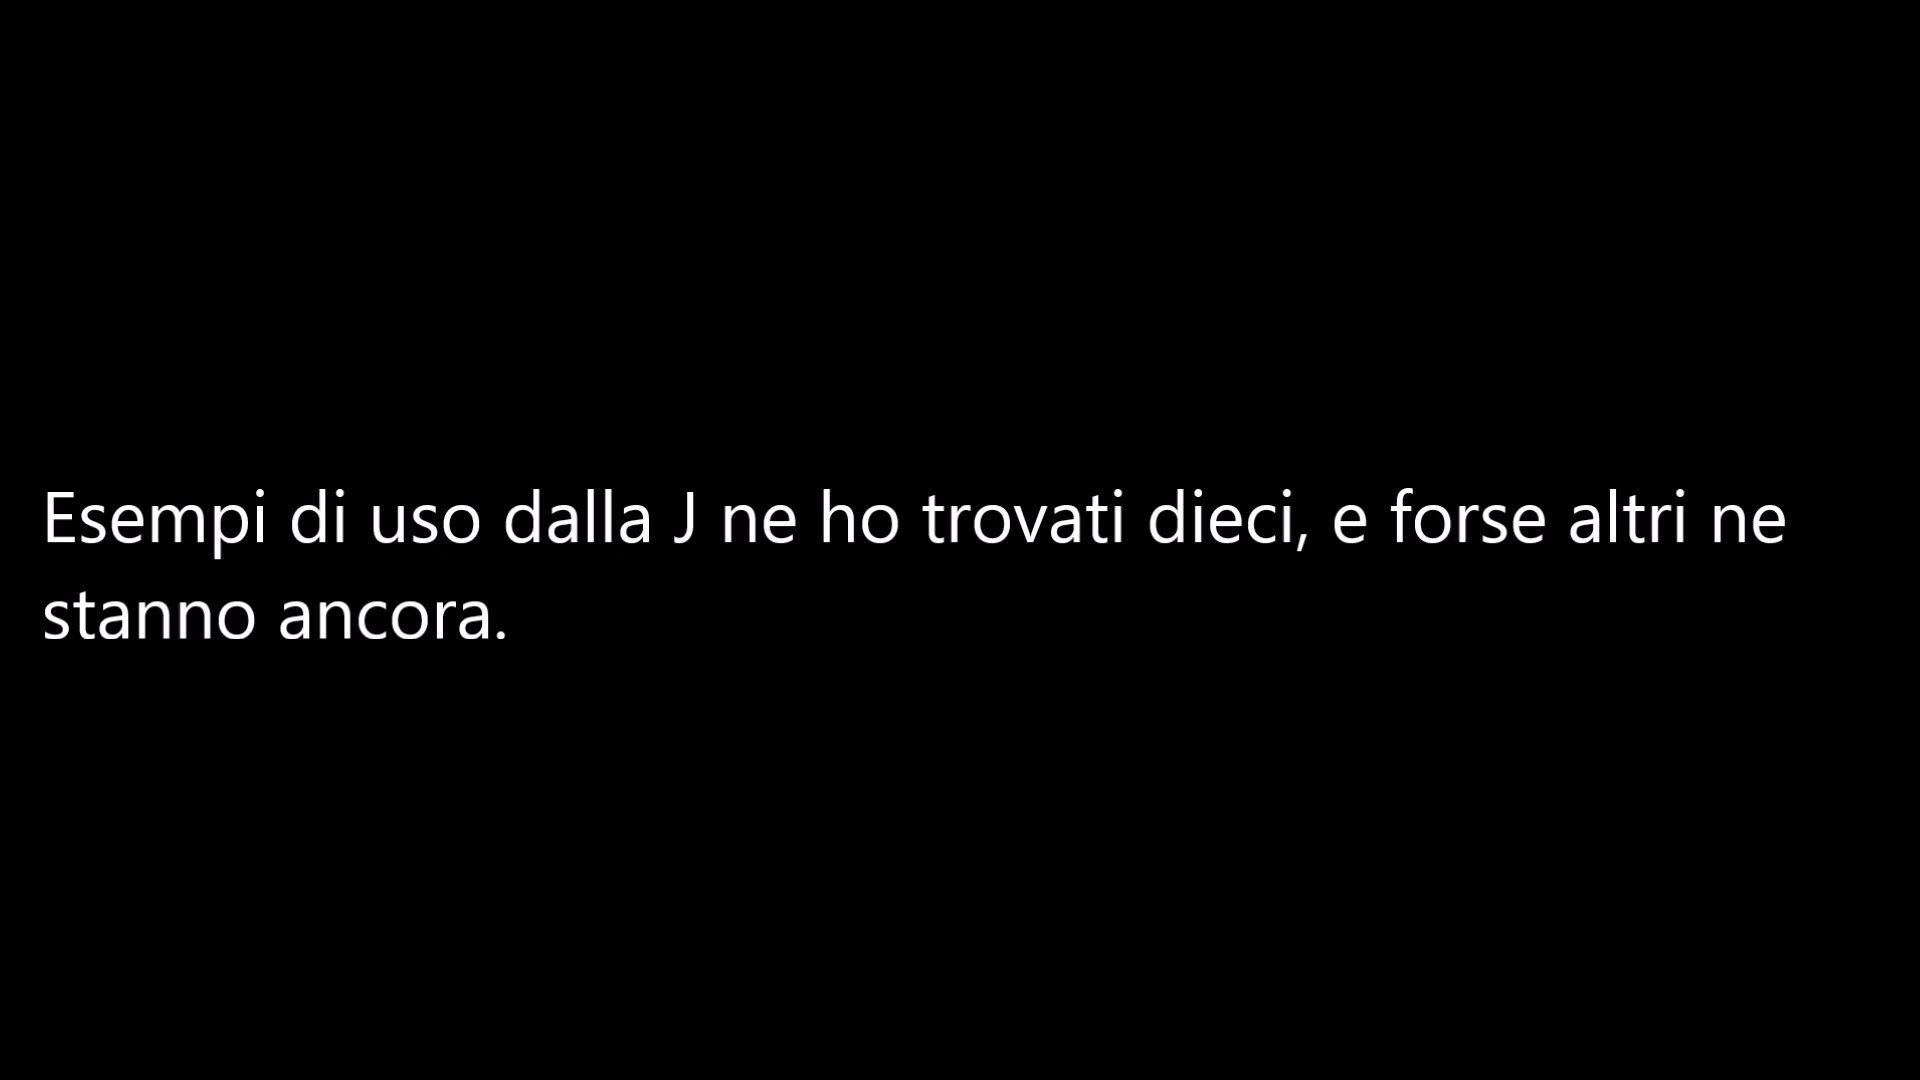 Esempi di uso dalla J ne ho trovati dieci, e forse altri ne
stanno ancora.